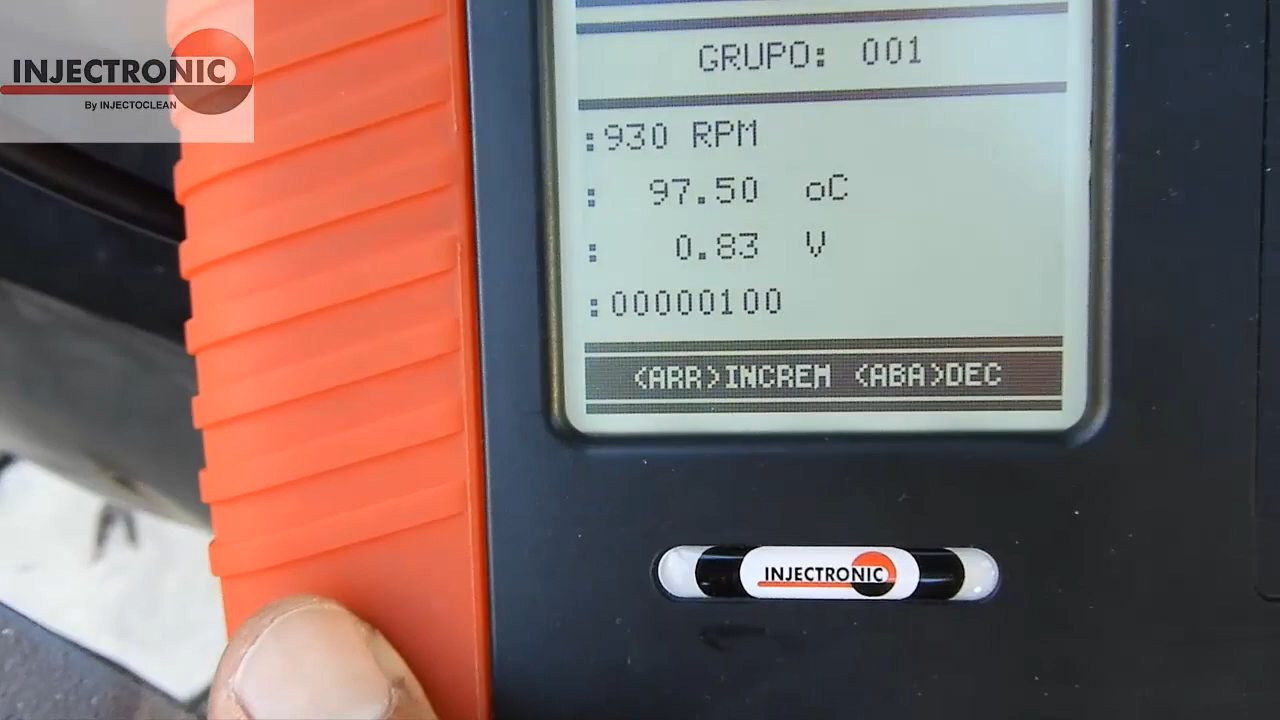 INJECTRONIC
By INJECTOCLEAN
GRUPO: 001
:930 RPM
: 97.50 oC
: 0.83 V
:00000100
<ARR>INCREM <ABA>DEC
INJECTRONIC